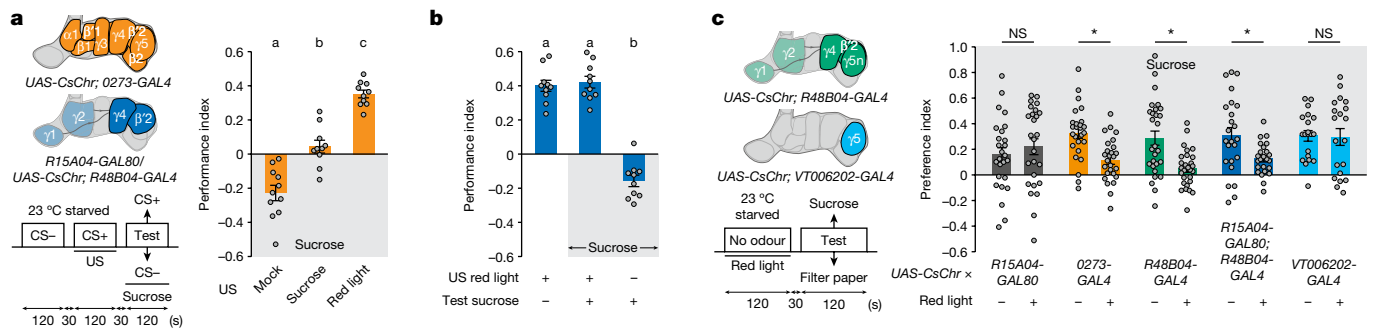 a
α1
β′1
β1
γ3
γ4
β′2
γ5
β2
UAS-CsChr; 0273-GAL4
γ1
γ2
γ4
β′2
R15A04-GAL80/
UAS-CsChr; R48B04-GAL4
23 ºC starved
CS+
CS–
CS+
Test
US
CS–
Sucrose
120 30 120 30 120 (s)
Performance index
0.6
0.4
0.2
0
–0.2
–0.4
–0.6
a b c
Sucrose
US
Mock
Sucrose
Red light
b
Performance index
0.6
0.4
0.2
0
–0.2
–0.4
–0.6
a a b
Sucrose
US red light + + –
Test sucrose – + +
c
γ1
γ2
γ4
β′2
γ5n
UAS-CsChr; R48B04-GAL4
γ5
UAS-CsChr; VT006202-GAL4
23 ºC
starved
Sucrose
No odour
Test
Red light
Filter paper
120 30 120 (s)
Preference index
1.0
0.8
0.6
0.4
0.2
0
–0.2
–0.4
–0.6
NS * * * NS
Sucrose
UAS-CsChr ×
R15A04-
GAL80
0273-
GAL4
R48B04-
GAL4
R15A04-
GAL80;
R48B04-
GAL4
VT006202-
GAL4
Red light – + – + – + – + – +